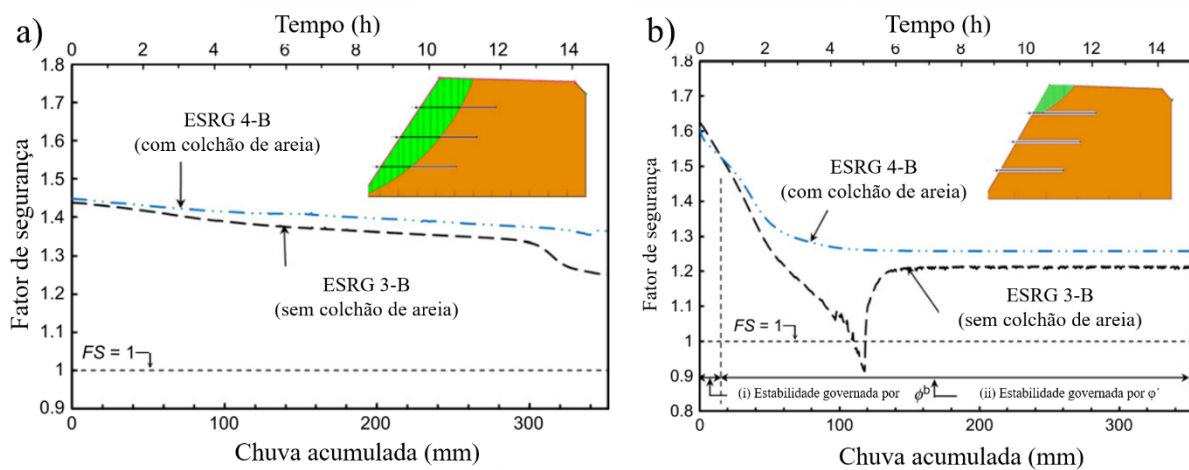 a)
Tempo (h)
0 2 4 6 8 10 12 14
1.8
1.7
1.6
1.5
1.4
1.3
1.2
1.1
1
0.9
Fator de segurança
ESRG 4-B
(com colchão de areia)
ESRG 3-B
(sem colchão de areia)
FS = 1
0 100 200 300
Chuva acumulada (mm)
b)
Tempo (h)
0 2 4 6 8 10 12 14
1.8
1.7
1.6
1.5
1.4
1.3
1.2
1.1
1
0.9
0.8
Fator de segurança
ESRG 4-B
(com colchão de areia)
ESRG 3-B
(sem colchão de areia)
FS = 1
(i) Estabilidade governada por ϕᵇ (ii) Estabilidade governada por φ´
0 50 100 150 200 250 300 350
Chuva acumulada (mm)